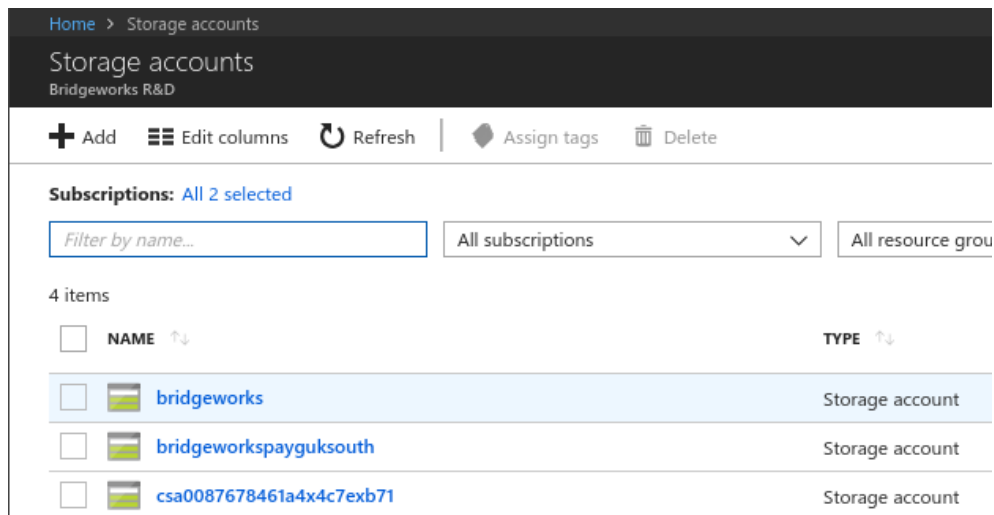 Home > Storage accounts
Storage accounts
Bridgeworks R&D
Add Edit columns Refresh Assign tags Delete
Subscriptions: All 2 selected
Filter by name... All subscriptions All resource grou
4 items
NAME TYPE
bridgeworks Storage account
bridgeworkspayguksouth Storage account
csa0087678461a4x4c7exb71 Storage account